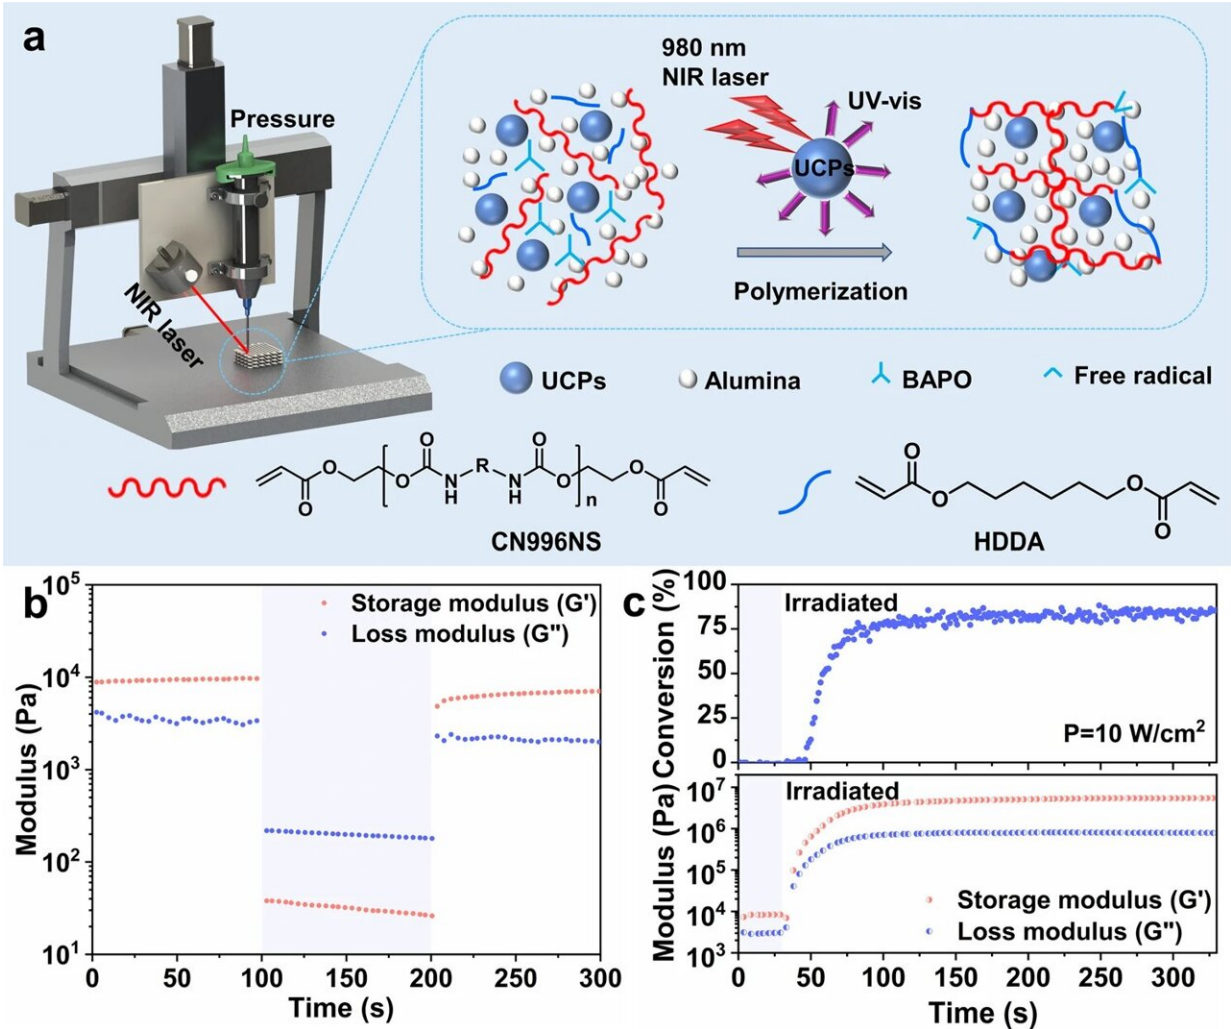 a
980 nm
NIR laser
UV-vis
UCPs
Polymerization
Pressure
NIR laser
UCPs
Alumina
BAPO
Free radical
O
O
O
O
N
H
R
N
H
O
O
n
O
O
CN996NS
O
O
O
O
HDDA
b
Storage modulus (G')
Loss modulus (G")
Modulus (Pa)
10^5
10^4
10^3
10^2
10^1
0 50 100 150 200 250 300
Time (s)
c
Irradiated
Conversion (%)
100
75
50
25
0
P=10 W/cm²
Irradiated
Modulus (Pa)
10^7
10^6
10^5
10^4
10^3
Storage modulus (G')
Loss modulus (G")
0 50 100 150 200 250 300
Time (s)